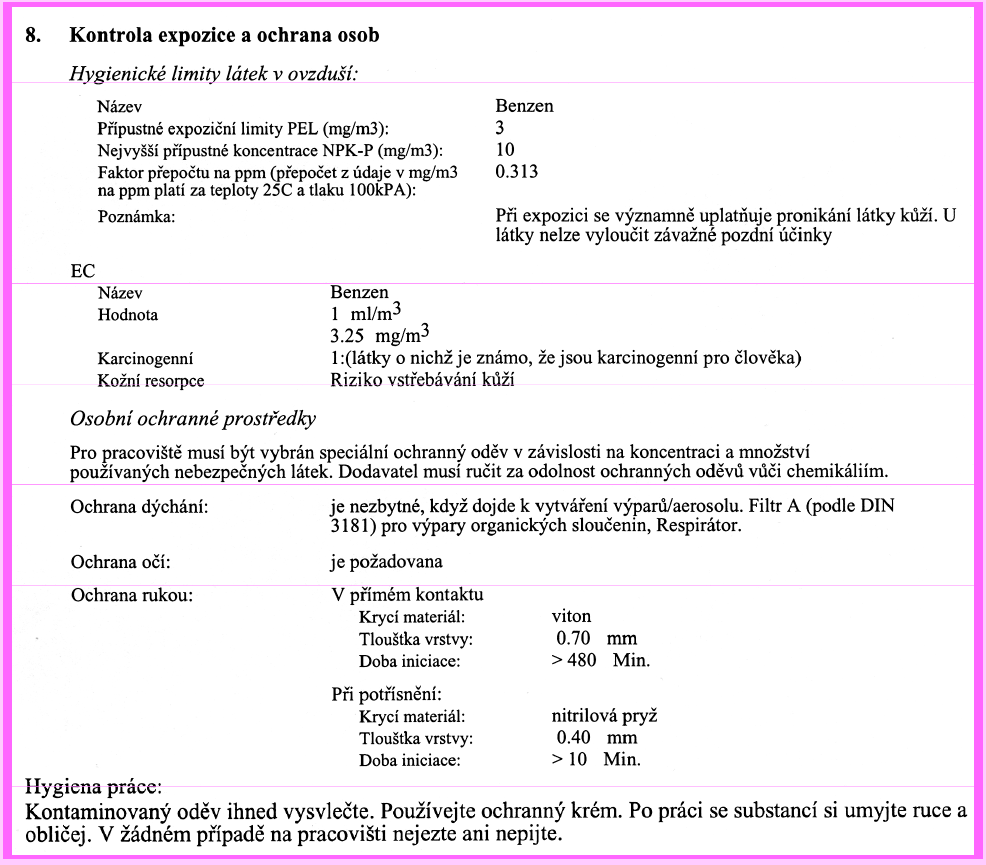 8. Kontrola expozice a ochrana osob
Hygienické limity látek v ovzduší:
Název Benzen
Přípustné expoziční limity PEL (mg/m3): 3
Nejvyšší přípustné koncentrace NPK-P (mg/m3): 10
Faktor přepočtu na ppm (přepočet z údaje v mg/m3 0.313
na ppm platí za teploty 25C a tlaku 100kPA):
Poznámka: Při expozici se významně uplatňuje pronikání látky kůží. U
látky nelze vyloučit závažné pozdní účinky
EC
Název Benzen
Hodnota 1 ml/m3
3.25 mg/m3
Karcinogenní 1:(látky o nichž je známo, že jsou karcinogenní pro člověka)
Kožní resorpce Riziko vstřebávání kůží
Osobní ochranné prostředky
Pro pracoviště musí být vybrán speciální ochranný oděv v závislosti na koncentraci a množství
používaných nebezpečných látek. Dodavatel musí ručit za odolnost ochranných oděvů vůči chemikáliím.
Ochrana dýchání: je nezbytné, když dojde k vytváření výparů/aerosolu. Filtr A (podle DIN
3181) pro výpary organických sloučenin, Respirátor.
Ochrana očí: je požadovana
Ochrana rukou: V přímém kontaktu
Krycí materiál: viton
Tlouštka vrstvy: 0.70 mm
Doba iniciace: > 480 Min.
Při potřísnění:
Krycí materiál: nitrilová pryž
Tlouštka vrstvy: 0.40 mm
Doba iniciace: > 10 Min.
Hygiena práce:
Kontaminovaný oděv ihned vysvlečte. Používejte ochranný krém. Po práci se substancí si umyjte ruce a
obličej. V žádném případě na pracovišti nejezte ani nepijte.